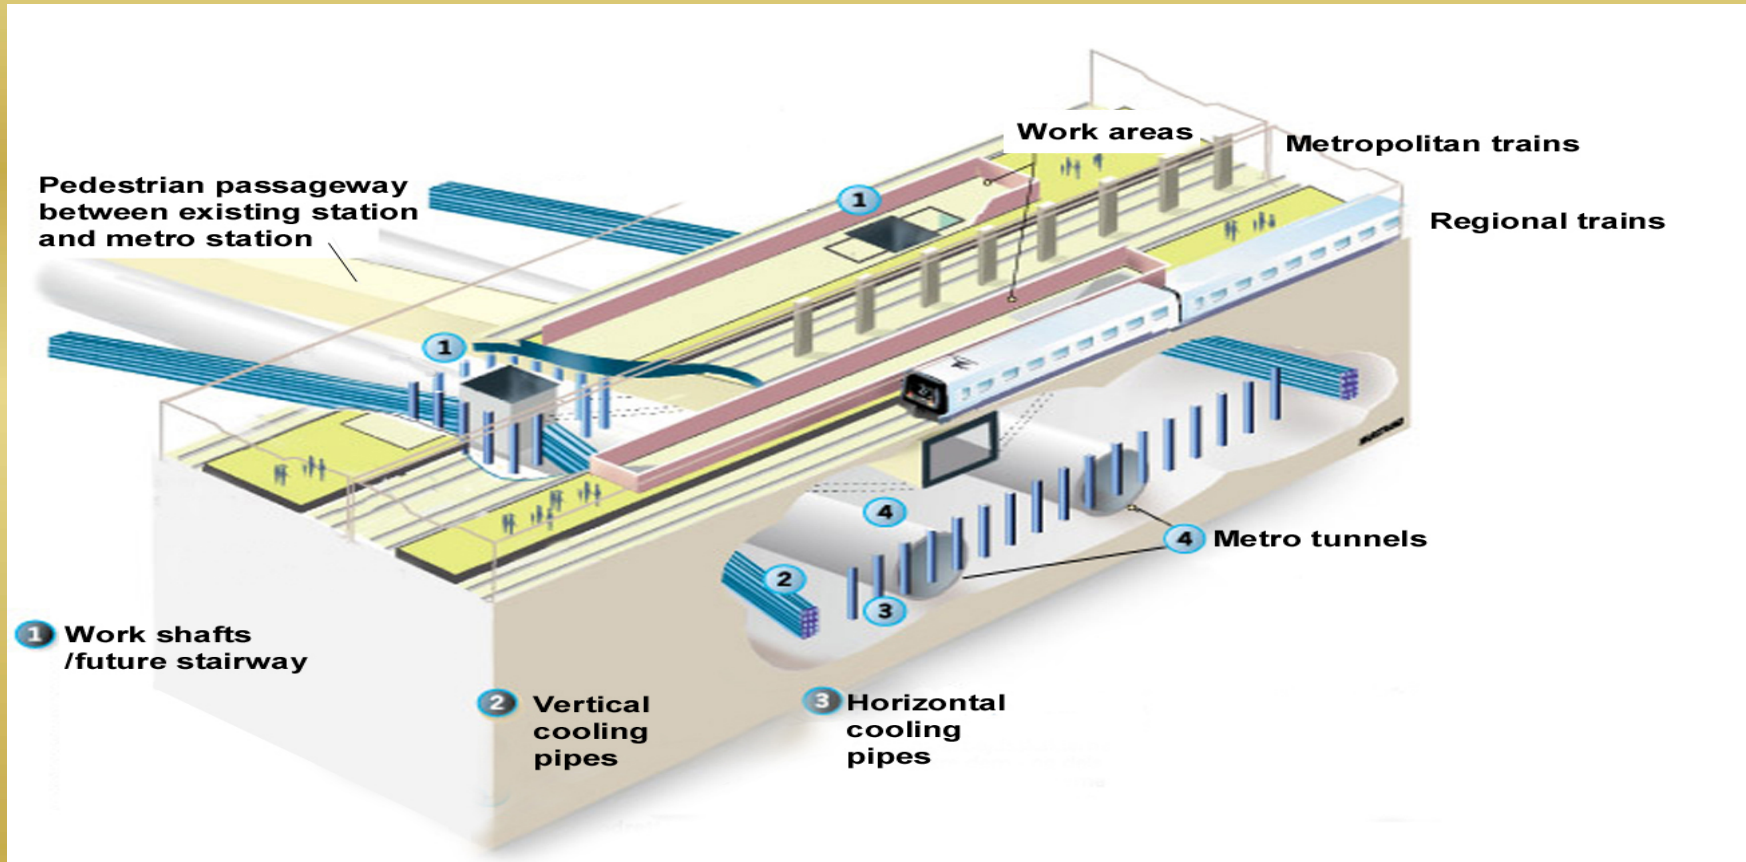 Work areas
Metropolitan trains
Pedestrian passageway
between existing station
and metro station
Regional trains
1
1
4
4 Metro tunnels
2
3
1 Work shafts
/future stairway
2 Vertical
cooling
pipes
3 Horizontal
cooling
pipes